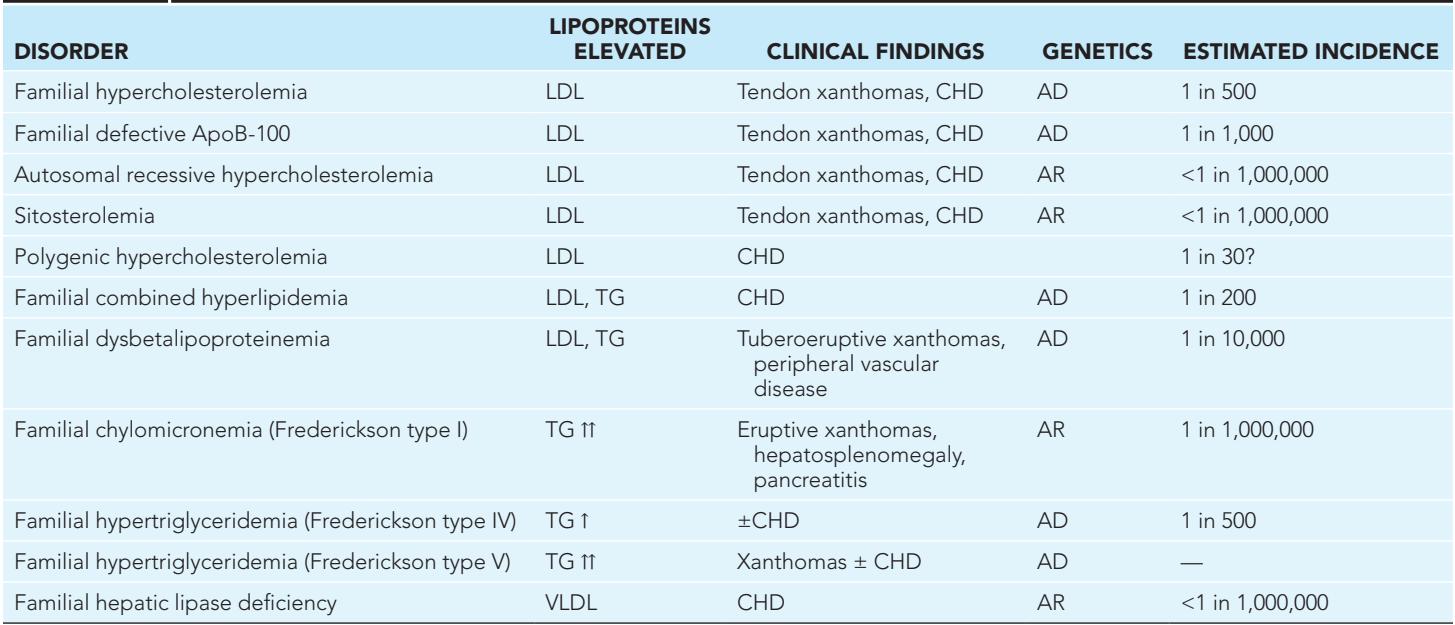 DISORDER LIPOPROTEINS ELEVATED CLINICAL FINDINGS GENETICS ESTIMATED INCIDENCE
Familial hypercholesterolemia LDL Tendon xanthomas, CHD AD 1 in 500
Familial defective ApoB-100 LDL Tendon xanthomas, CHD AD 1 in 1,000
Autosomal recessive hypercholesterolemia LDL Tendon xanthomas, CHD AR <1 in 1,000,000
Sitosterolemia LDL Tendon xanthomas, CHD AR <1 in 1,000,000
Polygenic hypercholesterolemia LDL CHD 1 in 30?
Familial combined hyperlipidemia LDL, TG CHD AD 1 in 200
Familial dysbetalipoproteinemia LDL, TG Tuberoeruptive xanthomas, AD 1 in 10,000
peripheral vascular
disease
Familial chylomicronemia (Frederickson type I) TG ⇈ Eruptive xanthomas, AR 1 in 1,000,000
hepatosplenomegaly,
pancreatitis
Familial hypertriglyceridemia (Frederickson type IV) TG ↑ ±CHD AD 1 in 500
Familial hypertriglyceridemia (Frederickson type V) TG ⇈ Xanthomas ± CHD AD —
Familial hepatic lipase deficiency VLDL CHD AR <1 in 1,000,000